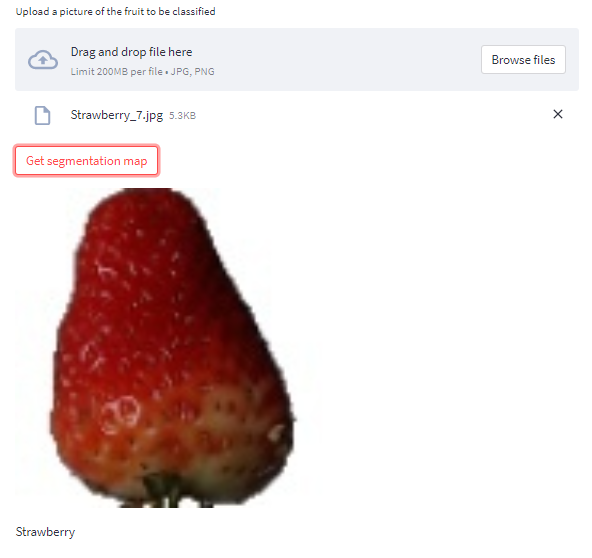 Upload a picture of the fruit to be classified
Drag and drop file here
Limit 200MB per file • JPG, PNG
Browse files
Strawberry_7.jpg 5.3KB
Get segmentation map
Strawberry